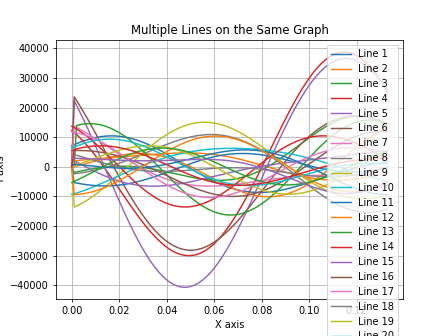 Multiple Lines on the Same Graph
40000
30000
20000
10000
0
-10000
-20000
-30000
-40000
0.00 0.02 0.04 0.06 0.08 0.10
X axis
axis
Line 1
Line 2
Line 3
Line 4
Line 5
Line 6
Line 7
Line 8
Line 9
Line 10
Line 11
Line 12
Line 13
Line 14
Line 15
Line 16
Line 17
Line 18
Line 19
Line 20